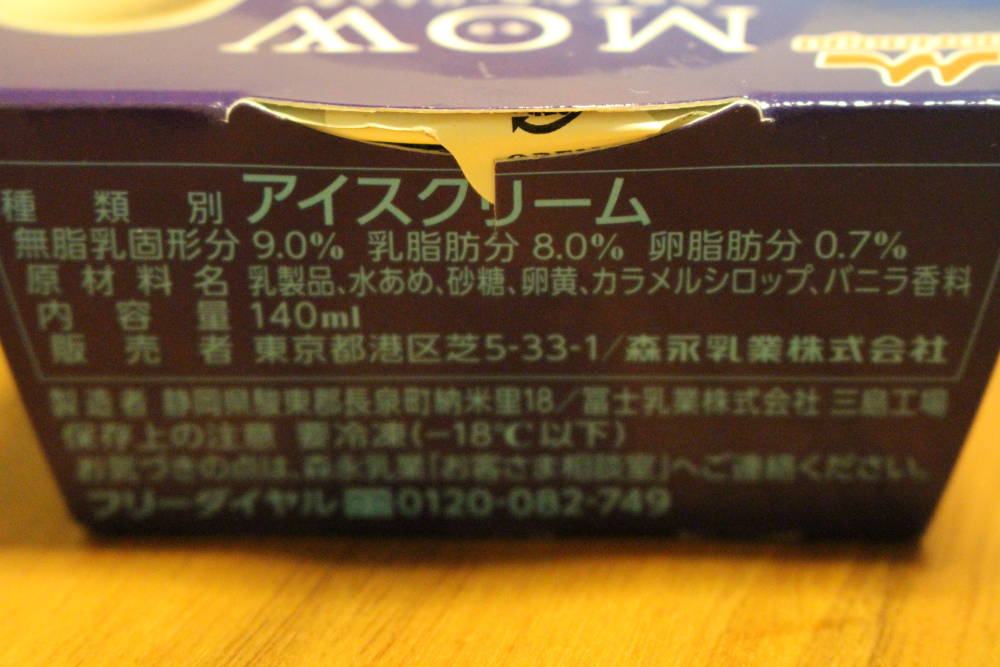 MOW
種類別 アイスクリーム
無脂乳固形分 9.0% 乳脂肪分 8.0% 卵脂肪分 0.7%
原材料名 乳製品、水あめ、砂糖、卵黄、カラメルシロップ、バニラ香料
内容量 140ml
販売者 東京都港区芝5-33-1/森永乳業株式会社
製造者 静岡県駿東郡長泉町納米里18/冨士乳業株式会社 三島工場
保存上の注意 要冷凍(-18℃以下)
お気づきの点は、森永乳業「お客さま相談室」へご連絡ください。
フリーダイヤル 0120-082-749